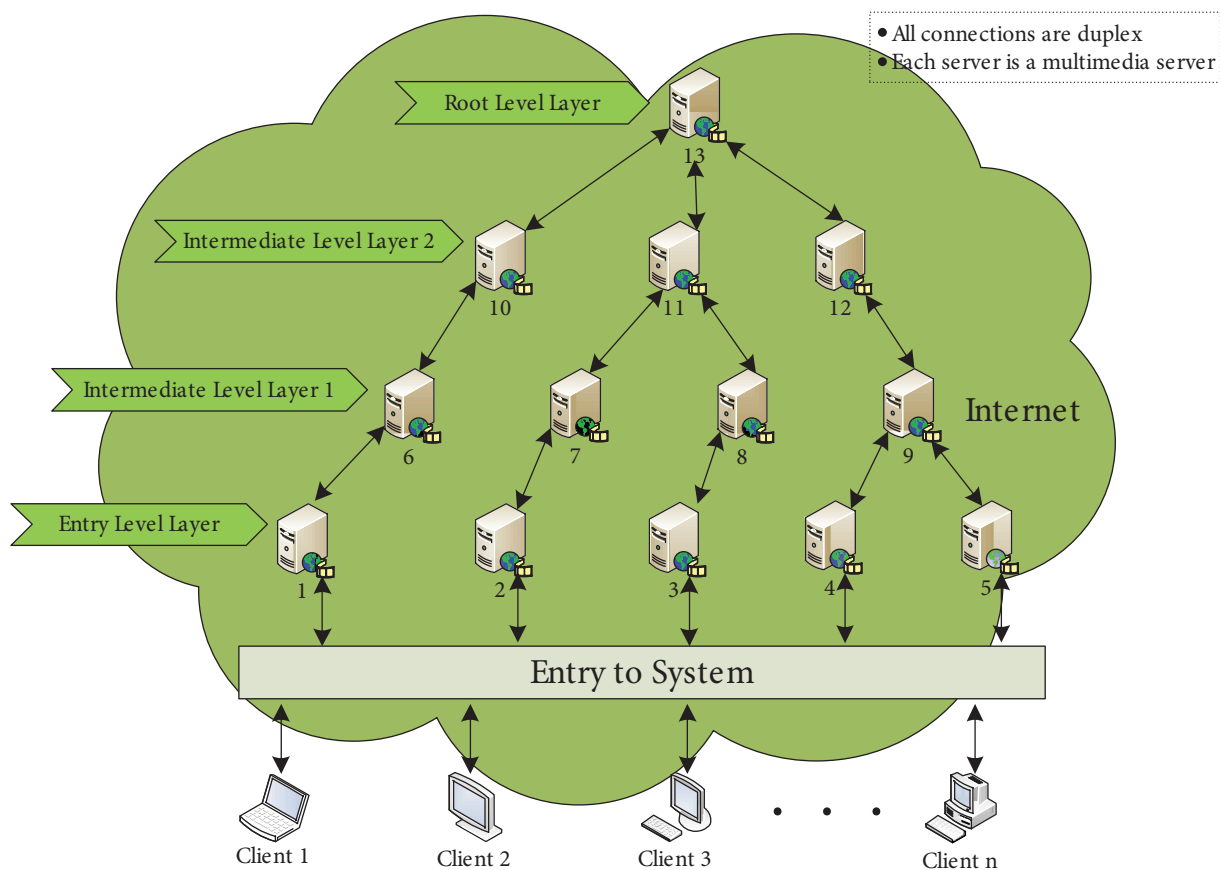 • All connections are duplex
• Each server is a multimedia server
Root Level Layer
13
Intermediate Level Layer 2
10
11
12
Intermediate Level Layer 1
6
7
8
9
Internet
Entry Level Layer
1
2
3
4
5
Entry to System
Client 1
Client 2
Client 3
• • •
Client n